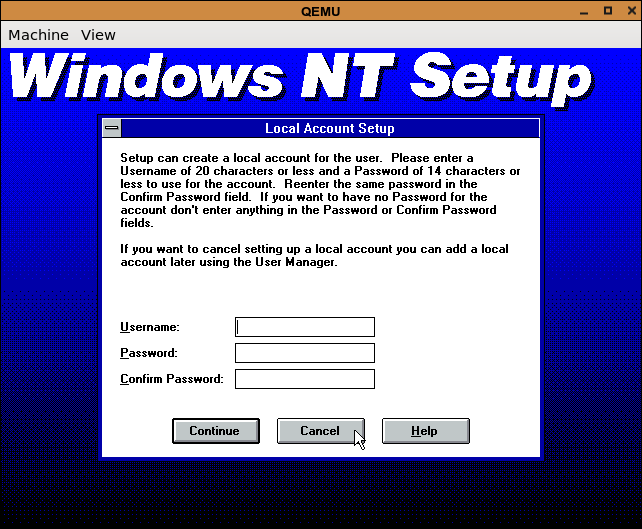 QEMU
Machine View
Windows NT Setup
Local Account Setup
Setup can create a local account for the user. Please enter a
Username of 20 characters or less and a Password of 14 characters or
less to use for the account. Reenter the same password in the
Confirm Password field. If you want to have no Password for the
account don't enter anything in the Password or Confirm Password
fields.
If you want to cancel setting up a local account you can add a local
account later using the User Manager.
Username:
Password:
Confirm Password:
Continue Cancel Help